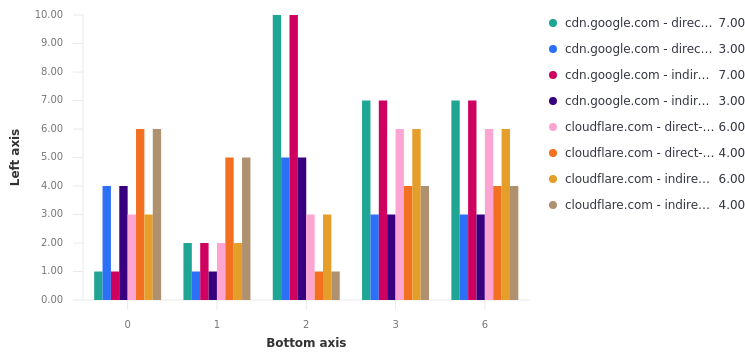 10.00
9.00
8.00
7.00
6.00
5.00
4.00
3.00
2.00
1.00
0.00
Left axis
0 1 2 3 6
Bottom axis
cdn.google.com - direc… 7.00
cdn.google.com - direc… 3.00
cdn.google.com - indir… 7.00
cdn.google.com - indir… 3.00
cloudflare.com - direct-… 6.00
cloudflare.com - direct-… 4.00
cloudflare.com - indire… 6.00
cloudflare.com - indire… 4.00